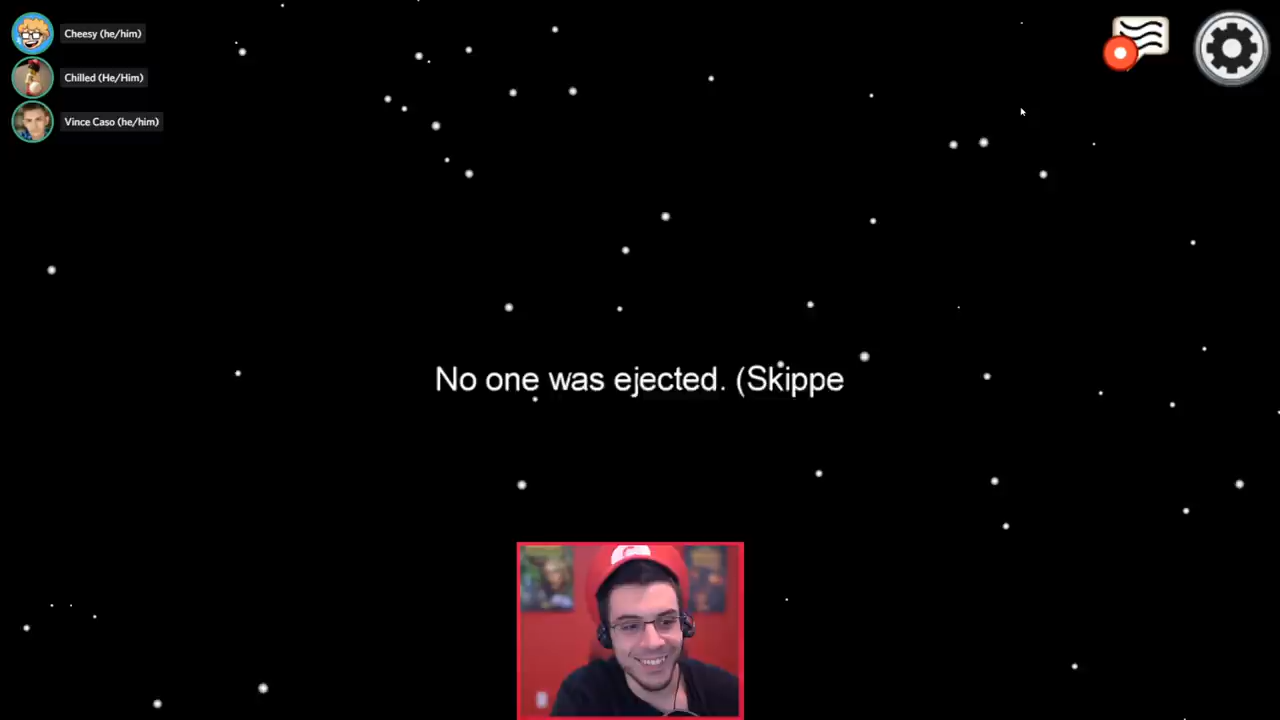 Cheesy (he/him)
Chilled (He/Him)
Vince Caso (he/him)
No one was ejected. (Skippe